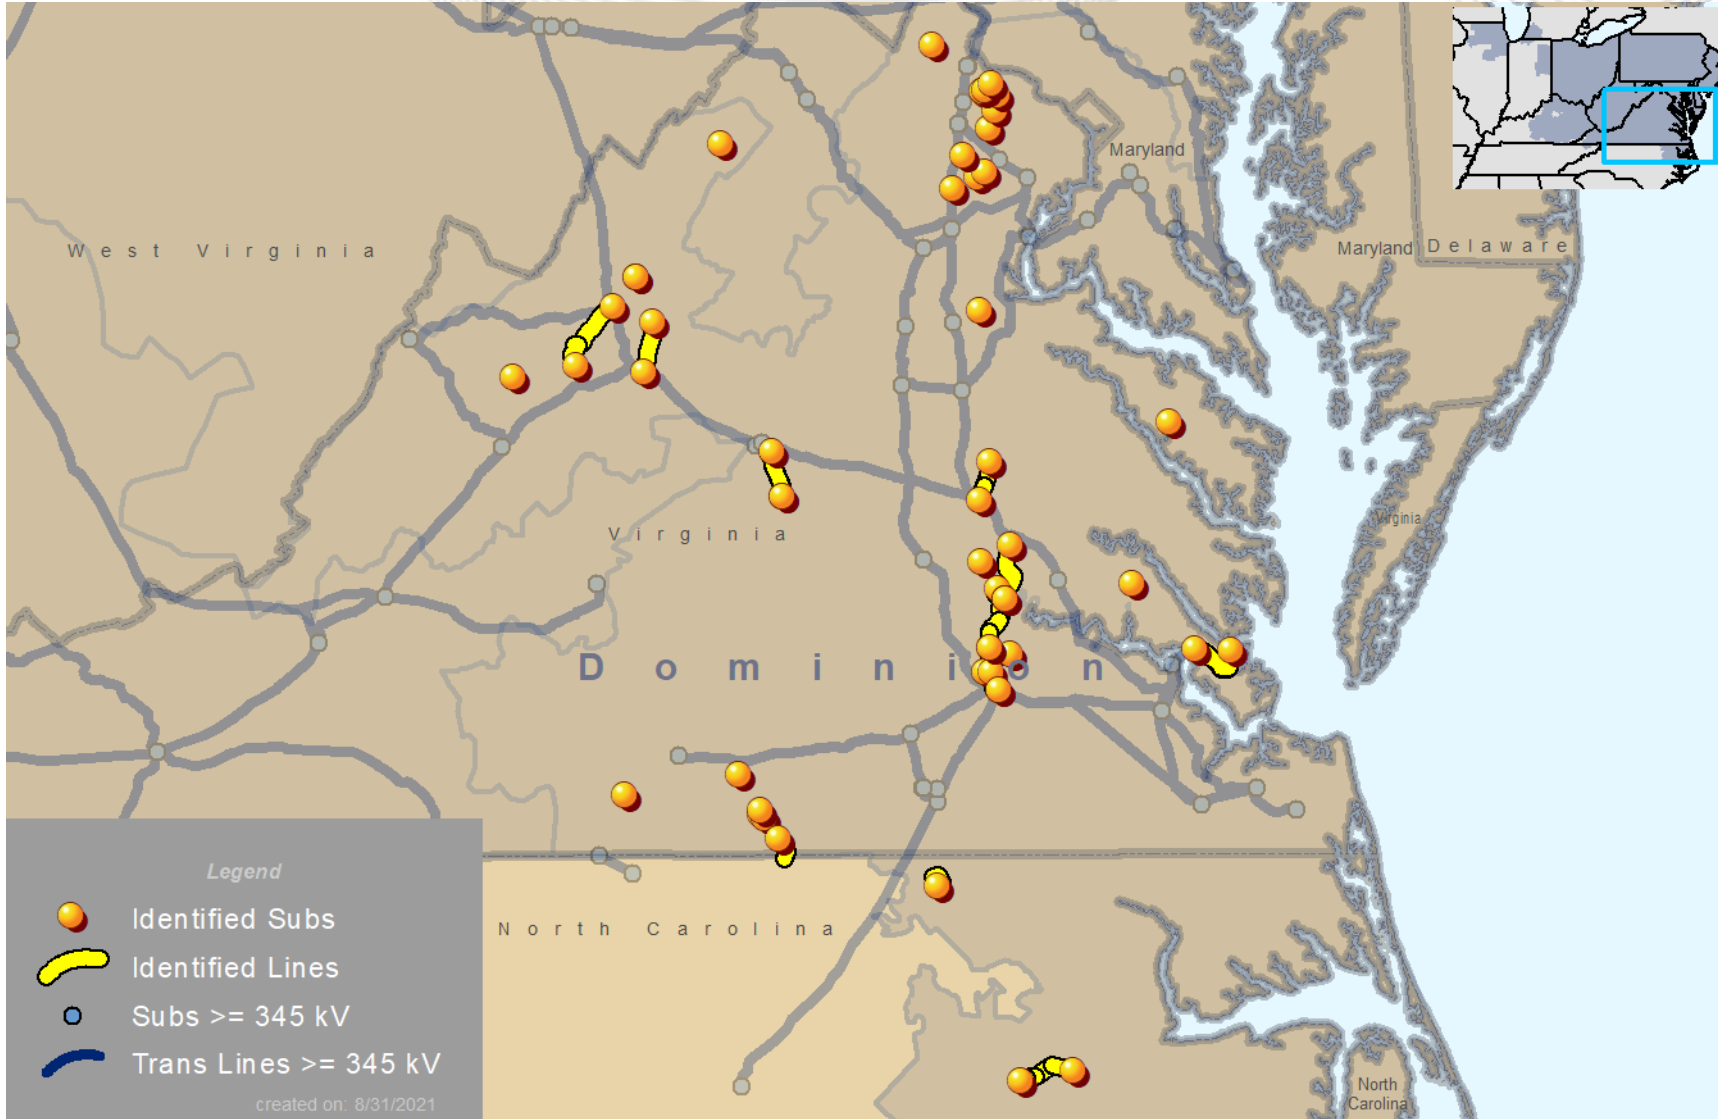 Maryland
Maryland
Delaware
West Virginia
Virginia
Virginia
Dominion
North Carolina
North
Carolina
Legend
Identified Subs
Identified Lines
Subs >= 345 kV
Trans Lines >= 345 kV
created on: 8/31/2021